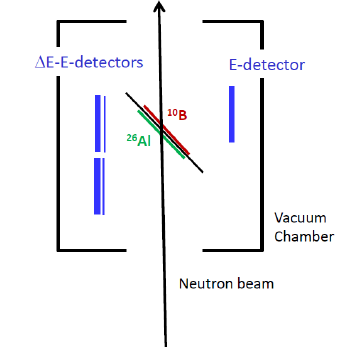 ΔE-E-detectors
E-detector
¹⁰B
²⁶Al
Vacuum
Chamber
Neutron beam